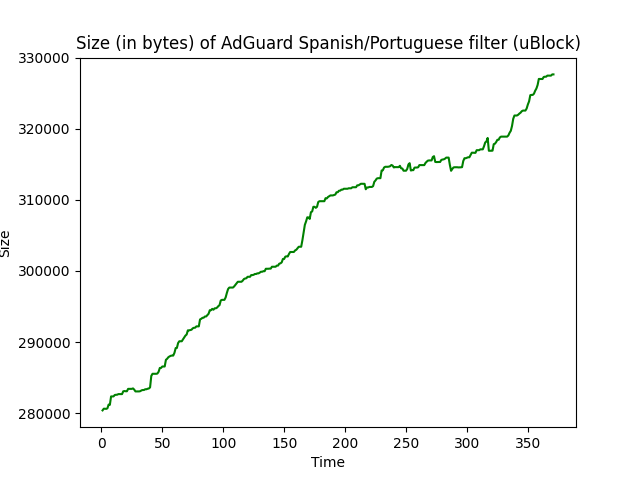 Size (in bytes) of AdGuard Spanish/Portuguese filter (uBlock)
330000
320000
310000
300000
290000
280000
Size
0 50 100 150 200 250 300 350
Time